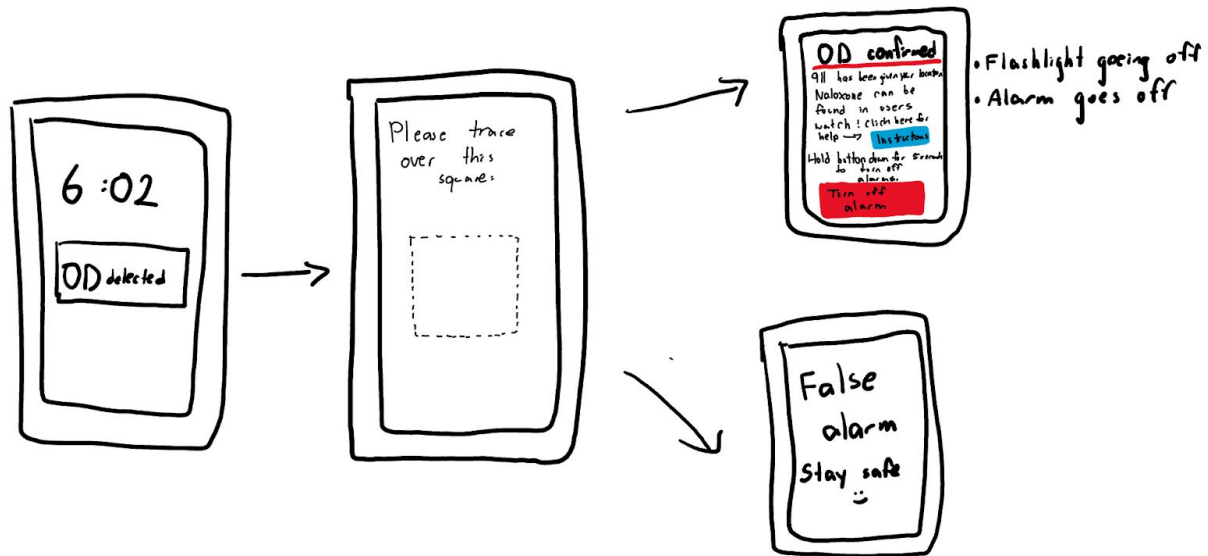 6:02
OD detected
Please trace
over this
square:
OD confirmed
911 has been given your location
Naloxone can be
found in users
watch! Click here for
help → Instructions
Hold button down for 5 seconds
to turn off
alarms.
Turn off
alarm
• Flashlight going off
• Alarm goes off
False
alarm
Stay safe